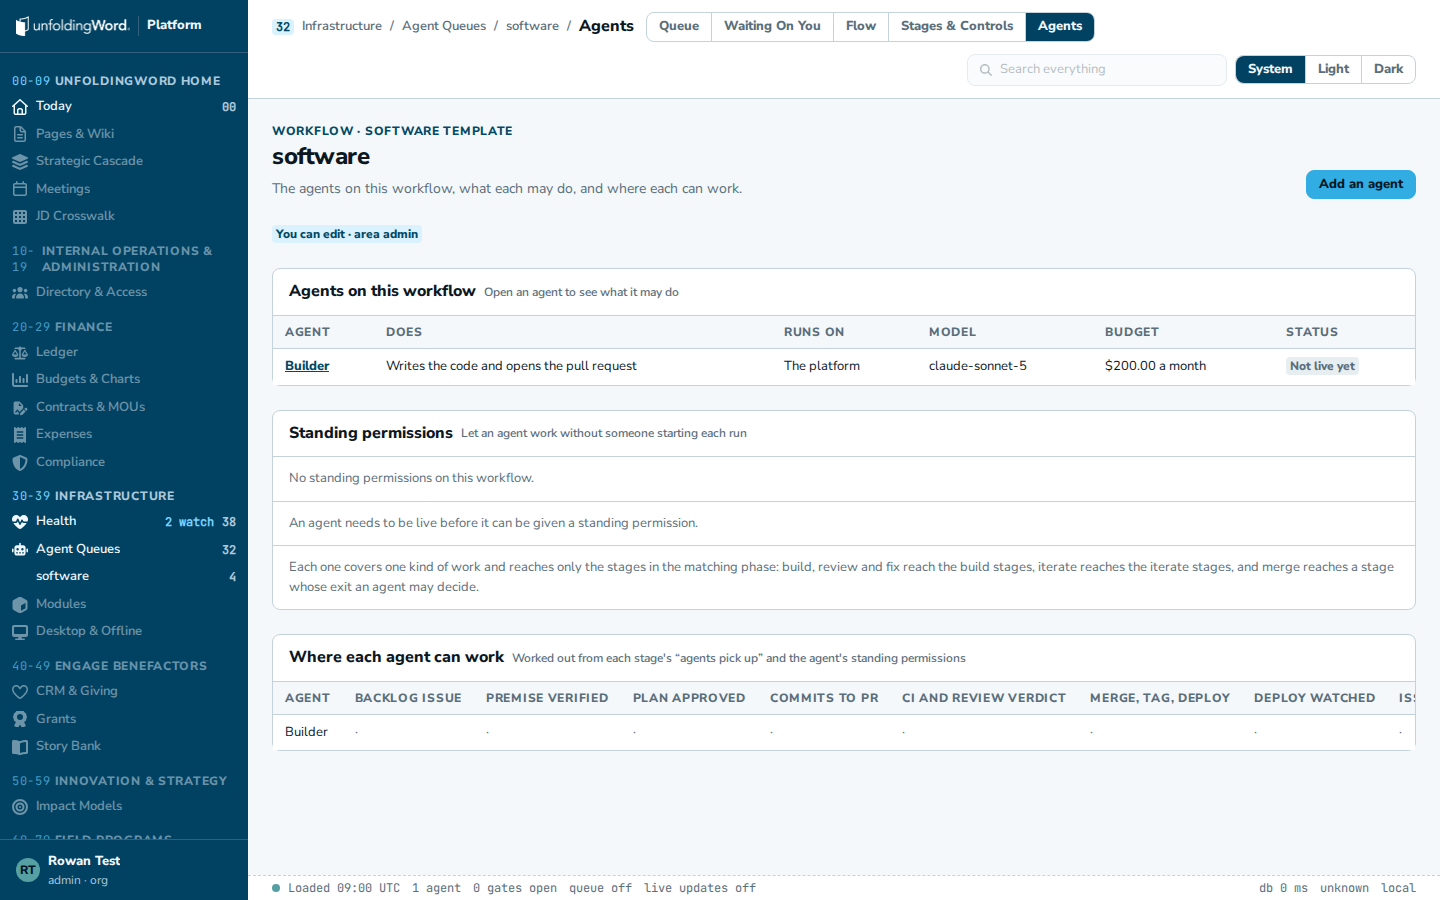 unfoldingWord Platform
00-09 UNFOLDINGWORD HOME
Today 00
Pages & Wiki
Strategic Cascade
Meetings
JD Crosswalk
10-19 INTERNAL OPERATIONS & ADMINISTRATION
Directory & Access
20-29 FINANCE
Ledger
Budgets & Charts
Contracts & MOUs
Expenses
Compliance
30-39 INFRASTRUCTURE
Health 2 watch 38
Agent Queues 32
software 4
Modules
Desktop & Offline
40-49 ENGAGE BENEFACTORS
CRM & Giving
Grants
Story Bank
50-59 INNOVATION & STRATEGY
Impact Models
RT Rowan Test
admin · org
32 Infrastructure / Agent Queues / software / Agents
Queue Waiting On You Flow Stages & Controls Agents
Search everything
System Light Dark
WORKFLOW · SOFTWARE TEMPLATE
software
The agents on this workflow, what each may do, and where each can work.
Add an agent
You can edit · area admin
Agents on this workflow Open an agent to see what it may do
AGENT DOES RUNS ON MODEL BUDGET STATUS
Builder Writes the code and opens the pull request The platform claude-sonnet-5 $200.00 a month Not live yet
Standing permissions Let an agent work without someone starting each run
No standing permissions on this workflow.
An agent needs to be live before it can be given a standing permission.
Each one covers one kind of work and reaches only the stages in the matching phase: build, review and fix reach the build stages, iterate reaches the iterate stages, and merge reaches a stage
whose exit an agent may decide.
Where each agent can work Worked out from each stage's “agents pick up” and the agent's standing permissions
AGENT BACKLOG ISSUE PREMISE VERIFIED PLAN APPROVED COMMITS TO PR CI AND REVIEW VERDICT MERGE, TAG, DEPLOY DEPLOY WATCHED
Builder · · · · · · · ·
Loaded 09:00 UTC 1 agent 0 gates open queue off live updates off
db 0 ms unknown local